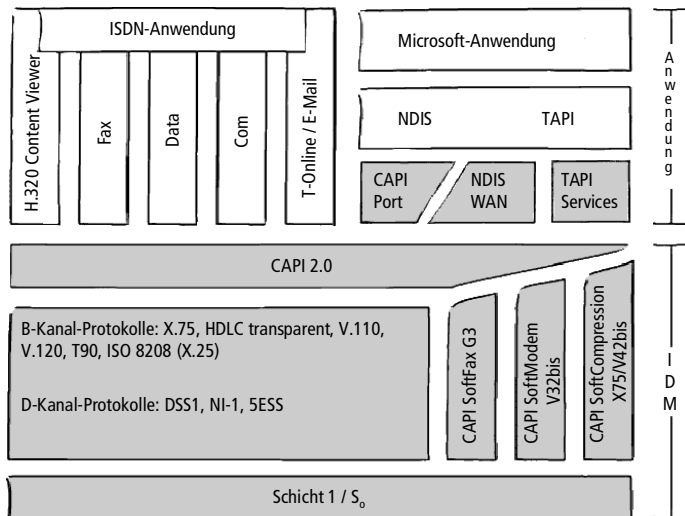 ISDN-Anwendung
H.320 Content Viewer
Fax
Data
Com
T-Online / E-Mail
Microsoft-Anwendung
NDIS TAPI
CAPI
Port
NDIS
WAN
TAPI
Services
Anwendung
CAPI 2.0
B-Kanal-Protokolle: X.75, HDLC transparent, V.110,
V.120, T90, ISO 8208 (X.25)
D-Kanal-Protokolle: DSS1, NI-1, 5ESS
CAPI SoftFax G3
CAPI SoftModem
V32bis
CAPI SoftCompression
X75/V42bis
IDM
Schicht 1 / So